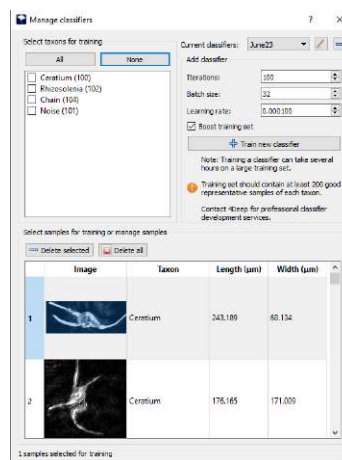 Manage classifiers
Select taxons for training
All
None
Ceratium (100)
Rhizosolenia (102)
Chain (104)
Noise (101)
Current classifiers:
June23
Add classifier
Iterations:
100
Batch size:
32
Learning rate:
0.000100
Boost training set
Train new classifier
Note: Training a classifier can take several
hours on a large training set.
Training set should contain at least 200 good
representative samples of each taxon.
Contact 4Deep for professional classifier
development services.
Select samples for training or manage samples
Delete selected
Delete all
Image Taxon Length (µm) Width (µm)
1 Ceratium 243.189 60.134
2 Ceratium 176.165 171.009
1 samples selected for training